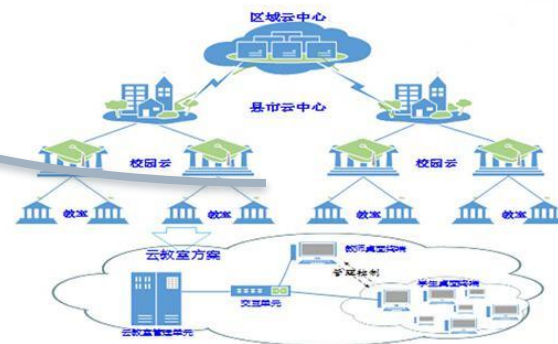 区域云中心
县市云中心
校园云
校园云
教室
教室
教室
教室
云教室方案
教师桌面终端
管理控制
学生桌面终端
交互单元
云教室管理单元